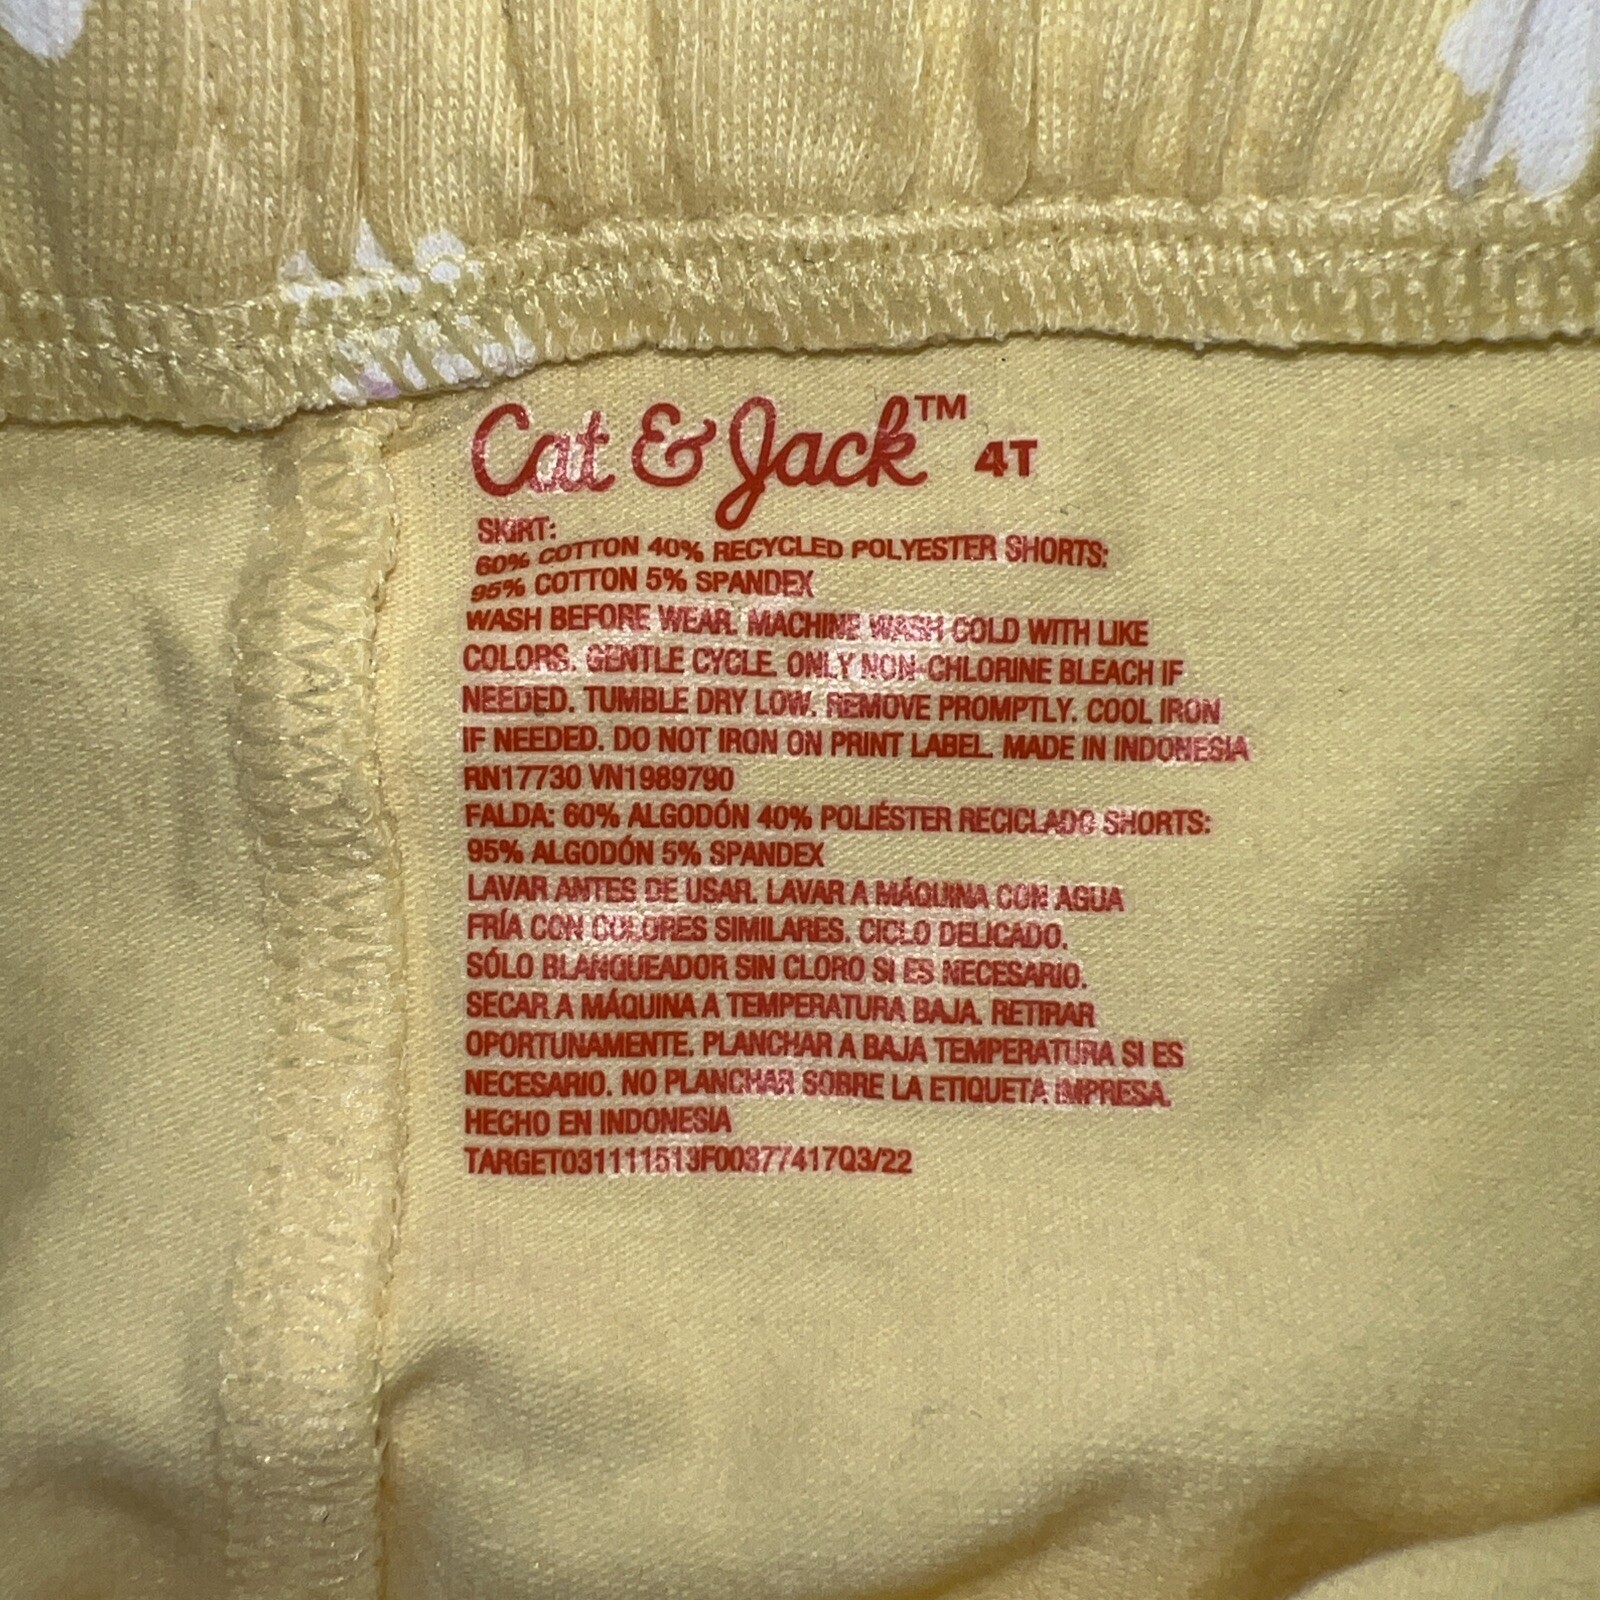 Cat & Jack™ 4T
SKIRT:
60% COTTON 40% RECYCLED POLYESTER SHORTS:
95% COTTON 5% SPANDEX
WASH BEFORE WEAR. MACHINE WASH COLD WITH LIKE
COLORS. GENTLE CYCLE. ONLY NON-CHLORINE BLEACH IF
NEEDED. TUMBLE DRY LOW. REMOVE PROMPTLY. COOL IRON
IF NEEDED. DO NOT IRON ON PRINT LABEL. MADE IN INDONESIA
RN17730 VN1989790
FALDA: 60% ALGODÓN 40% POLIÉSTER RECICLADO SHORTS:
95% ALGODÓN 5% SPANDEX
LAVAR ANTES DE USAR. LAVAR A MÁQUINA CON AGUA
FRÍA CON COLORES SIMILARES. CICLO DELICADO.
SÓLO BLANQUEADOR SIN CLORO SI ES NECESARIO.
SECAR A MÁQUINA A TEMPERATURA BAJA. RETIRAR
OPORTUNAMENTE. PLANCHAR A BAJA TEMPERATURA SI ES
NECESARIO. NO PLANCHAR SOBRE LA ETIQUETA IMPRESA.
HECHO EN INDONESIA
TARGET031111513F00377417Q3/22